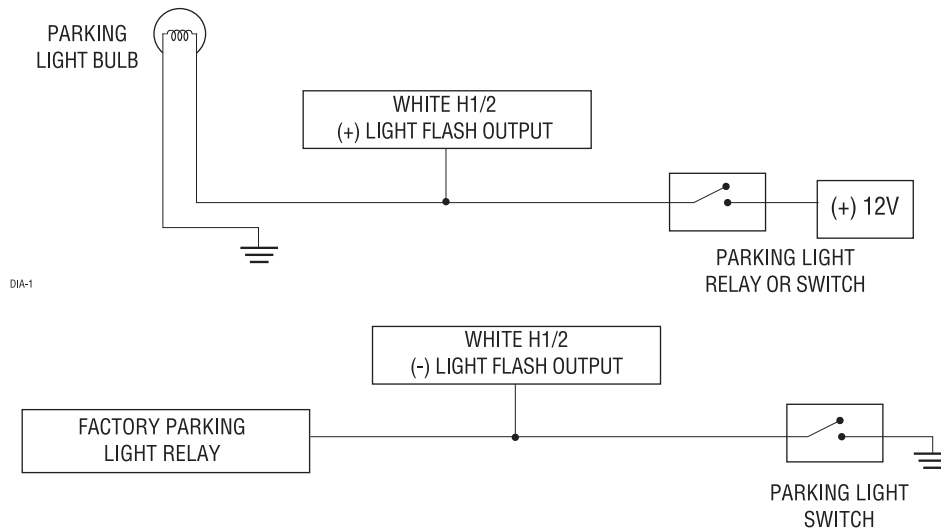 PARKING
LIGHT BULB
WHITE H1/2
(+) LIGHT FLASH OUTPUT
(+) 12V
PARKING LIGHT
RELAY OR SWITCH
DIA-1
WHITE H1/2
(-) LIGHT FLASH OUTPUT
FACTORY PARKING
LIGHT RELAY
PARKING LIGHT
SWITCH